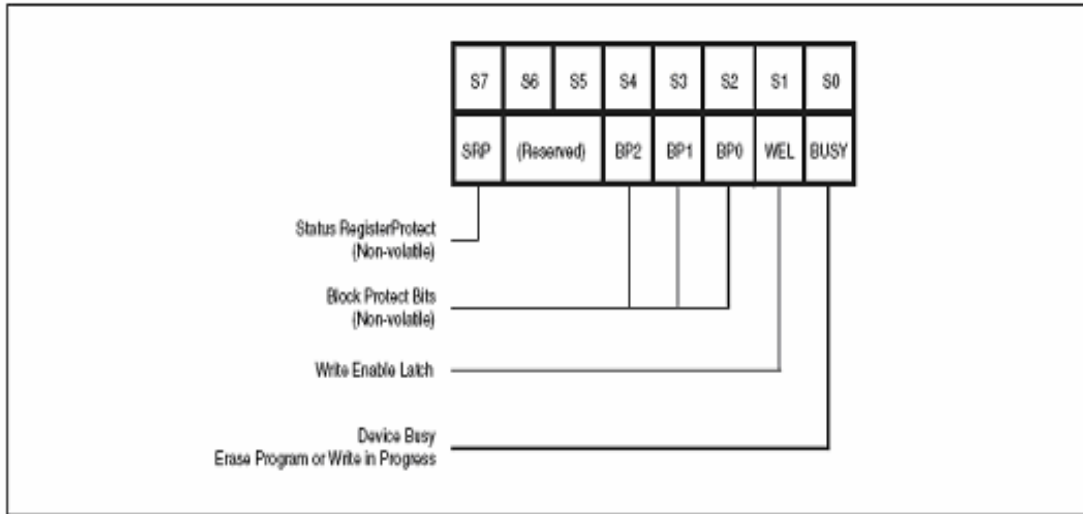 S7 S6 S5 S4 S3 S2 S1 S0
SRP (Reserved) BP2 BP1 BP0 WEL BUSY
Status RegisterProtect
(Non-volatile)
Block Protect Bits
(Non-volatile)
Write Enable Latch
Device Busy
Erase Program or Write in Progress